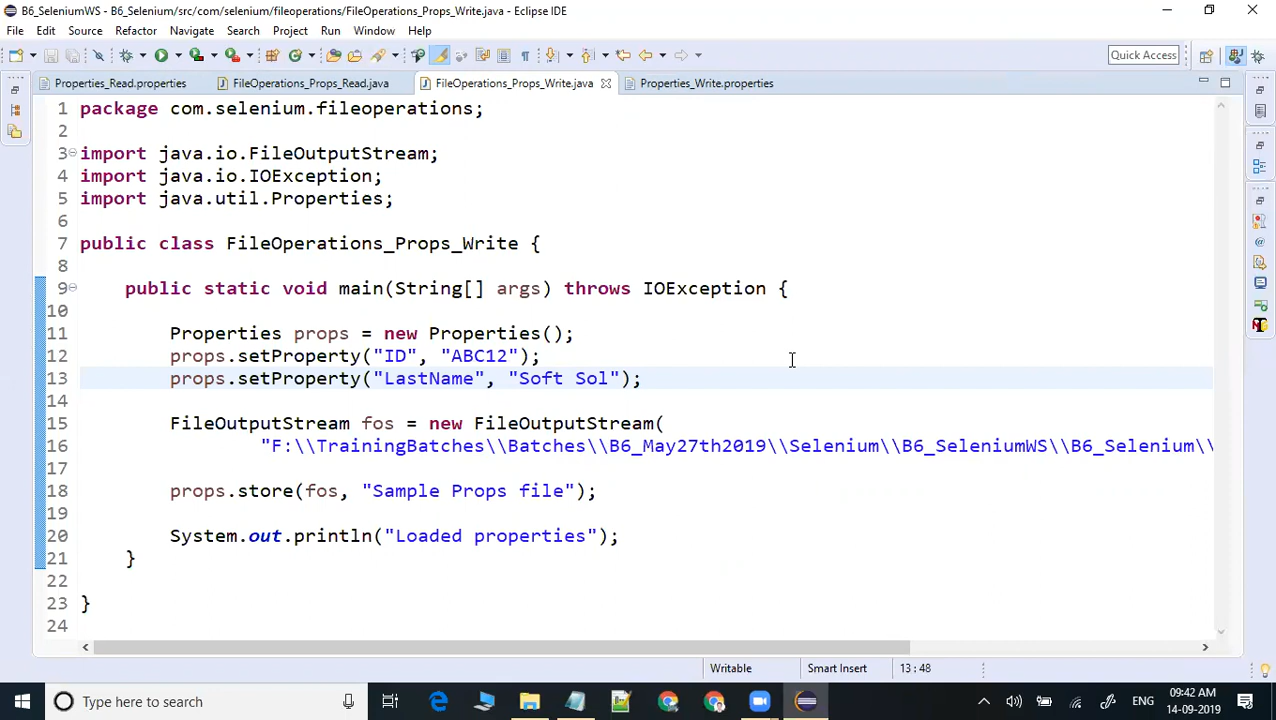 B6_SeleniumWS - B6_Selenium/src/com/selenium/fileoperations/FileOperations_Props_Write.java - Eclipse IDE
File Edit Source Refactor Navigate Search Project Run Window Help
Quick Access
Properties_Read.properties FileOperations_Props_Read.java FileOperations_Props_Write.java Properties_Write.properties
1 package com.selenium.fileoperations;
2
3 import java.io.FileOutputStream;
4 import java.io.IOException;
5 import java.util.Properties;
6
7 public class FileOperations_Props_Write {
8
9 public static void main(String[] args) throws IOException {
10
11 Properties props = new Properties();
12 props.setProperty("ID", "ABC12");
13 props.setProperty("LastName", "Soft Sol");
14
15 FileOutputStream fos = new FileOutputStream(
16 "F:\\TrainingBatches\\Batches\\B6_May27th2019\\Selenium\\B6_SeleniumWS\\B6_Selenium\\
17
18 props.store(fos, "Sample Props file");
19
20 System.out.println("Loaded properties");
21 }
22
23 }
24
Writable Smart Insert 13 : 48
Type here to search
ENG
09:42 AM
14-09-2019